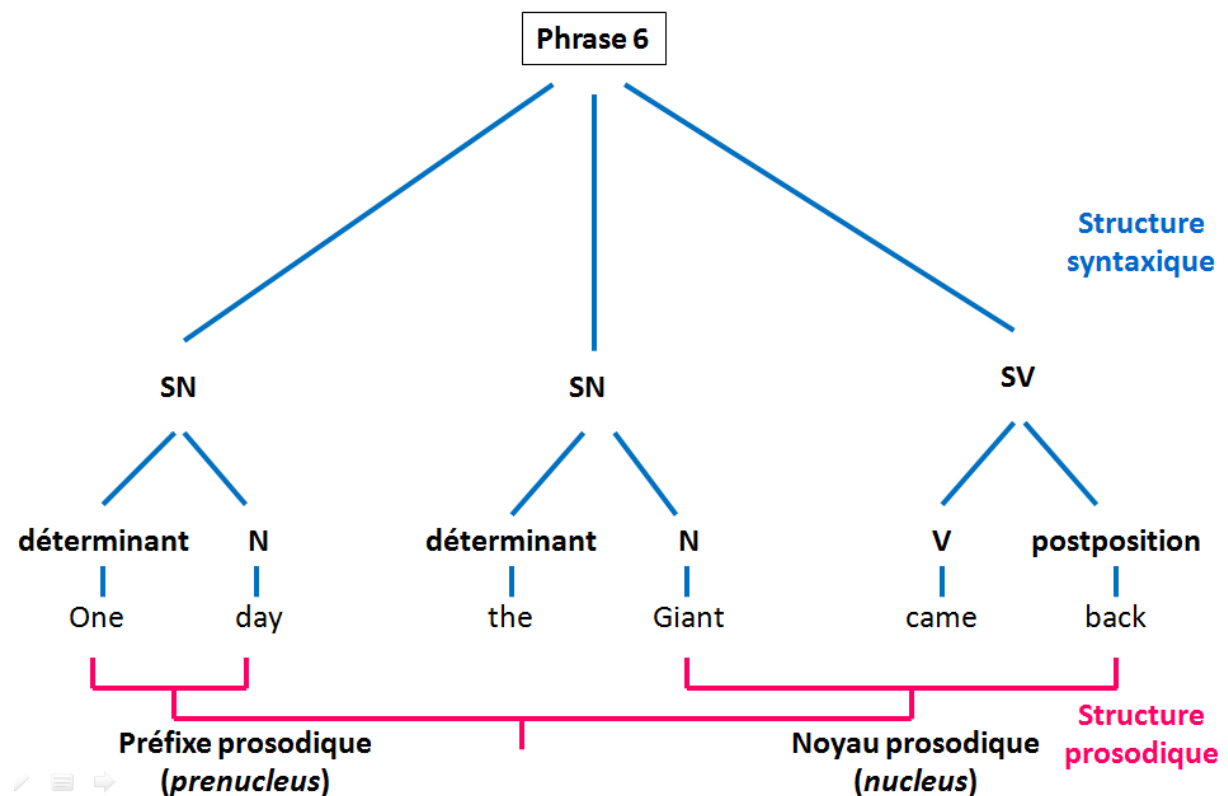 Phrase 6
Structure
syntaxique
SN SN SV
déterminant N déterminant N V postposition
One day the Giant came back
Structure
prosodique
Préfixe prosodique
(prenucleus)
Noyau prosodique
(nucleus)